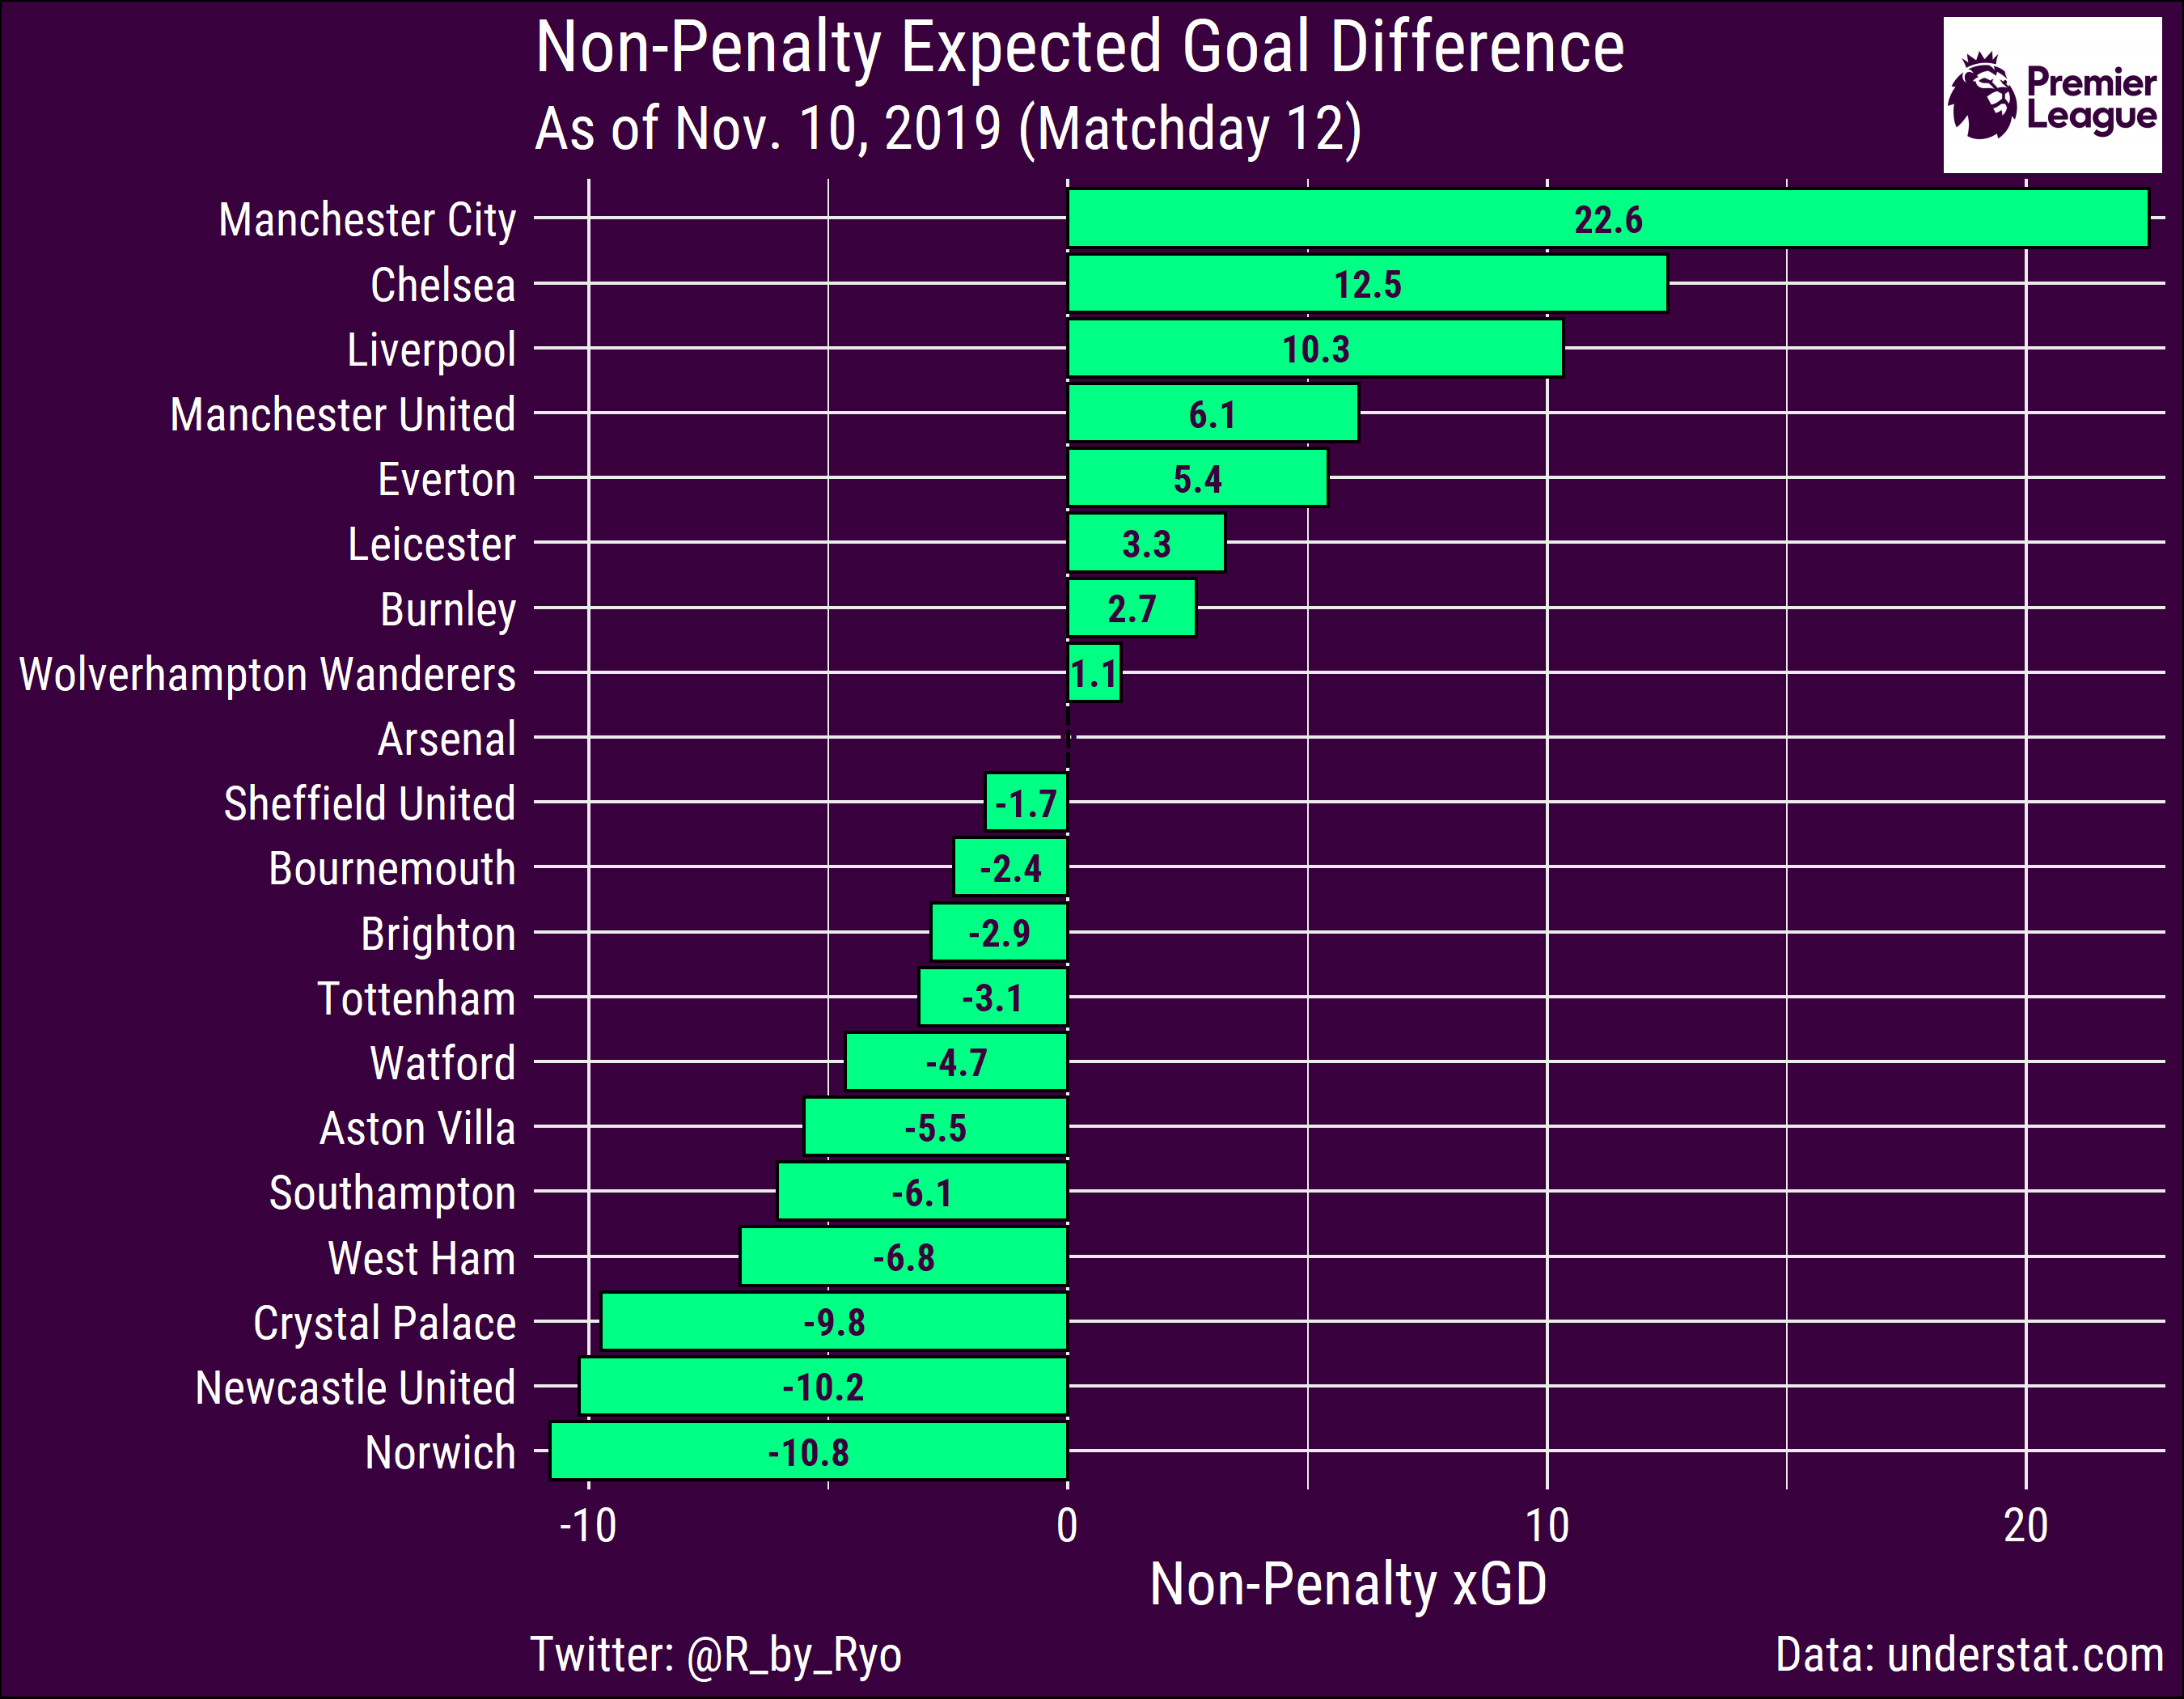 Non-Penalty Expected Goal Difference
As of Nov. 10, 2019 (Matchday 12)
Premier
League
Manchester City 22.6
Chelsea 12.5
Liverpool 10.3
Manchester United 6.1
Everton 5.4
Leicester 3.3
Burnley 2.7
Wolverhampton Wanderers 1.1
Arsenal
Sheffield United -1.7
Bournemouth -2.4
Brighton -2.9
Tottenham -3.1
Watford -4.7
Aston Villa -5.5
Southampton -6.1
West Ham -6.8
Crystal Palace -9.8
Newcastle United -10.2
Norwich -10.8
-10 0 10 20
Non-Penalty xGD
Twitter: @R_by_Ryo Data: understat.com